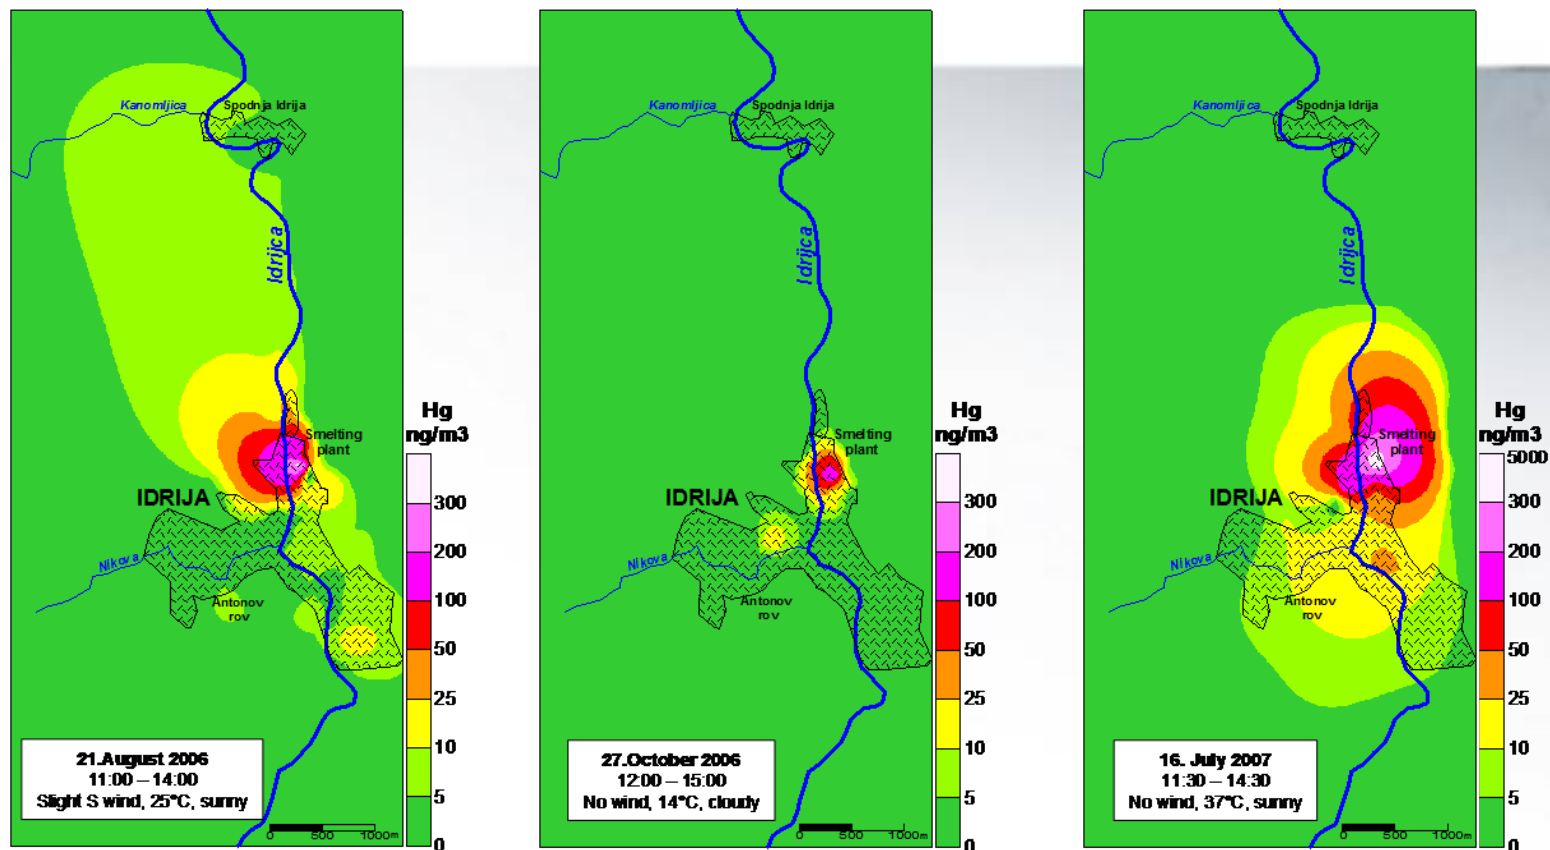 Kanomljica
Spodnja Idrija
Idrijca
Hg
ng/m3
Smelting
plant
300
IDRIJA
200
Nikova
100
Antonov
rov
50
25
10
5
0
21.August 2006
11:00 – 14:00
Slight S wind, 25°C, sunny
0 500 1000m
Kanomljica
Spodnja Idrija
Idrijca
Hg
ng/m3
Smelting
plant
300
IDRIJA
200
Nikova
100
Antonov
rov
50
25
10
5
0
27.October 2006
12:00 – 15:00
No wind, 14°C, cloudy
0 500 1000m
Kanomljica
Spodnja Idrija
Idrijca
Hg
ng/m3
5000
Smelting
plant
300
IDRIJA
200
Nikova
100
Antonov
rov
50
25
10
5
0
16. July 2007
11:30 – 14:30
No wind, 37°C, sunny
0 500 1000m